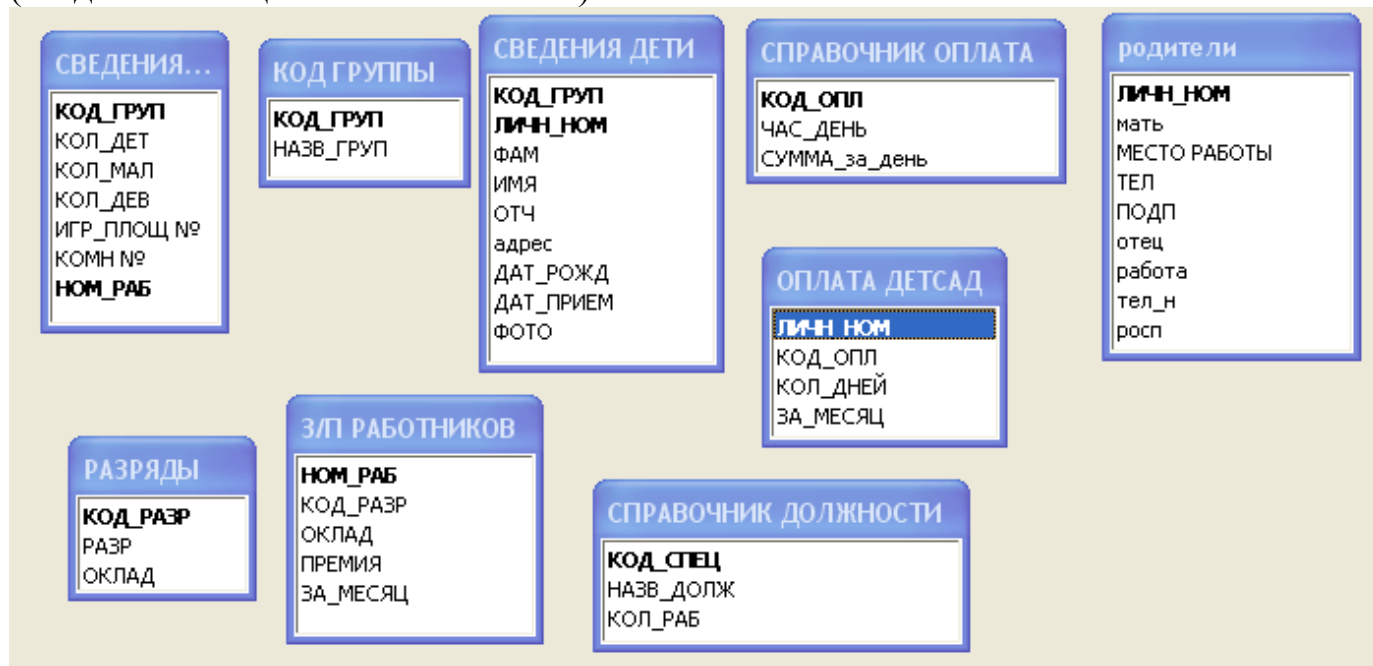 СВЕДЕНИЯ...
КОД_ГРУП
КОЛ_ДЕТ
КОЛ_МАЛ
КОЛ_ДЕВ
ИГР_ПЛОЩ №
КОМН №
НОМ_РАБ
КОД ГРУППЫ
КОД_ГРУП
НАЗВ_ГРУП
СВЕДЕНИЯ ДЕТИ
КОД_ГРУП
ЛИЧН_НОМ
ФАМ
ИМЯ
ОТЧ
адрес
ДАТ_РОЖД
ДАТ_ПРИЕМ
ФОТО
СПРАВОЧНИК ОПЛАТА
КОД_ОПЛ
ЧАС_ДЕНЬ
СУММА_за_день
родители
ЛИЧН_НОМ
мать
МЕСТО РАБОТЫ
ТЕЛ
ПОДП
отец
работа
тел_н
росп
ОПЛАТА ДЕТСАД
ЛИЧН_НОМ
КОД_ОПЛ
КОЛ_ДНЕЙ
ЗА_МЕСЯЦ
РАЗРЯДЫ
КОД_РАЗР
РАЗР
ОКЛАД
З/П РАБОТНИКОВ
НОМ_РАБ
КОД_РАЗР
ОКЛАД
ПРЕМИЯ
ЗА_МЕСЯЦ
СПРАВОЧНИК ДОЛЖНОСТИ
КОД_СПЕЦ
НАЗВ_ДОЛЖ
КОЛ_РАБ